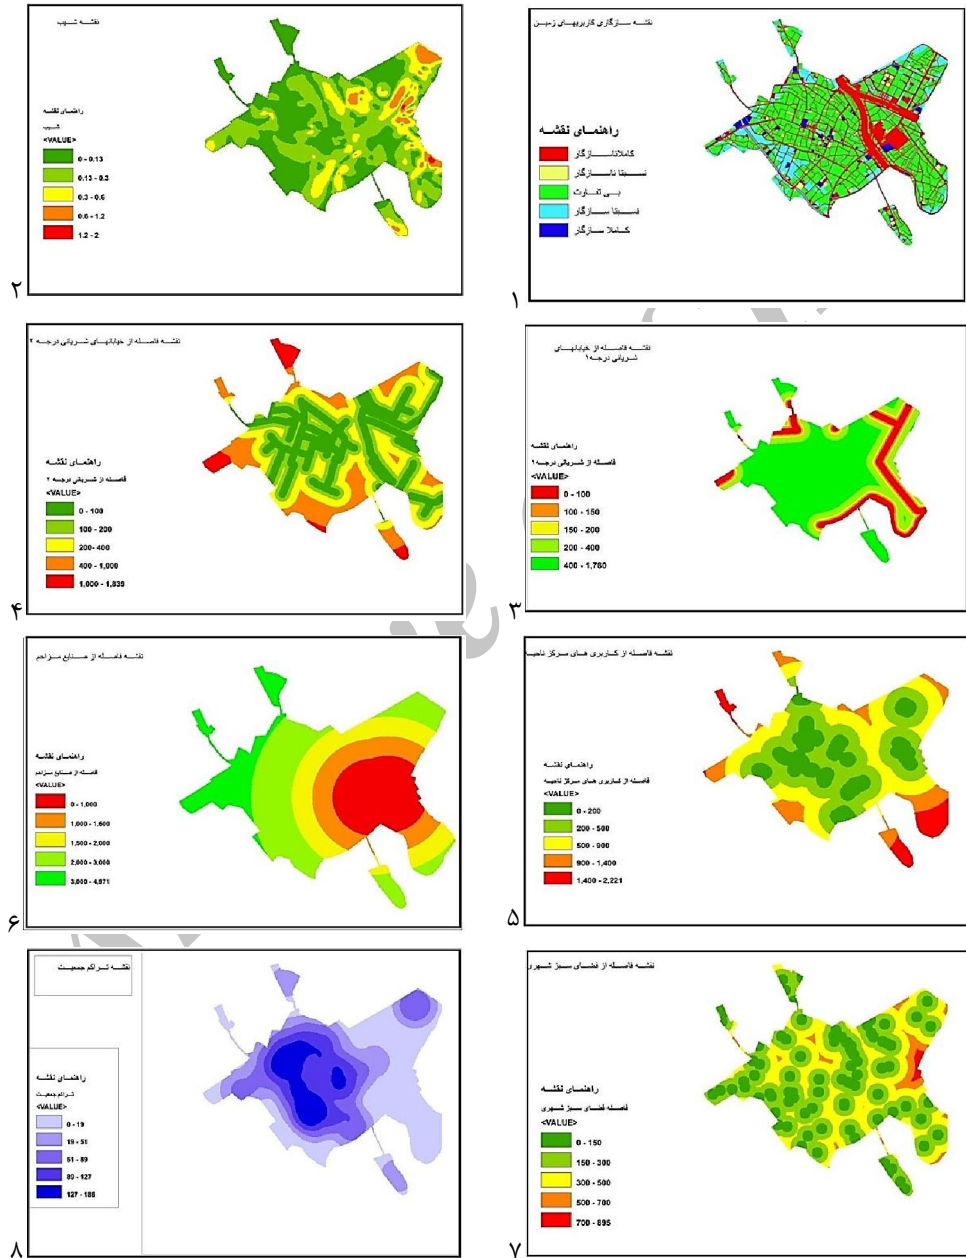 نقشه سازگاری کاربریهای زمین
راهنمای نقشه
کاملاناسازگار
نسبتا ناسازگار
بی تفاوت
نسبتا سازگار
کاملا سازگار
۱
نقشه شیب
راهنمای نقشه
شیب
<VALUE>
0 - 0.13
0.13 - 0.3
0.3 - 0.6
0.6 - 1.2
1.2 - 2
۲
نقشه فاصله از خیابانهای
شریانی درجه ۱
راهنمای نقشه
فاصله از شریانی درجه ۱
<VALUE>
0 - 100
100 - 150
150 - 200
200 - 400
400 - 1,780
۳
نقشه فاصله از خیابانهای شریانی درجه ۲
راهنمای نقشه
فاصله از شریانی درجه ۲
<VALUE>
0 - 100
100 - 200
200 - 400
400 - 1,000
1,000 - 1,839
۴
نقشه فاصله از کاربری های مرکز ناحیه
راهنمای نقشه
فاصله از کاربری های مرکز ناحیه
<VALUE>
0 - 200
200 - 500
500 - 900
900 - 1,400
1,400 - 2,221
۵
نقشه فاصله از صنایع مزاحم
راهنمای نقشه
فاصله از صنایع مزاحم
<VALUE>
0 - 1,000
1,000 - 1,500
1,500 - 2,000
2,000 - 3,000
3,000 - 4,971
۶
نقشه فاصله از فضای سبز شهری
راهنمای نقشه
فاصله فضای سبز شهری
<VALUE>
0 - 150
150 - 300
300 - 500
500 - 700
700 - 895
۷
نقشه تراکم جمعیت
راهنمای نقشه
تراکم جمعیت
<VALUE>
0 - 19
19 - 51
51 - 89
89 - 127
127 - 186
۸